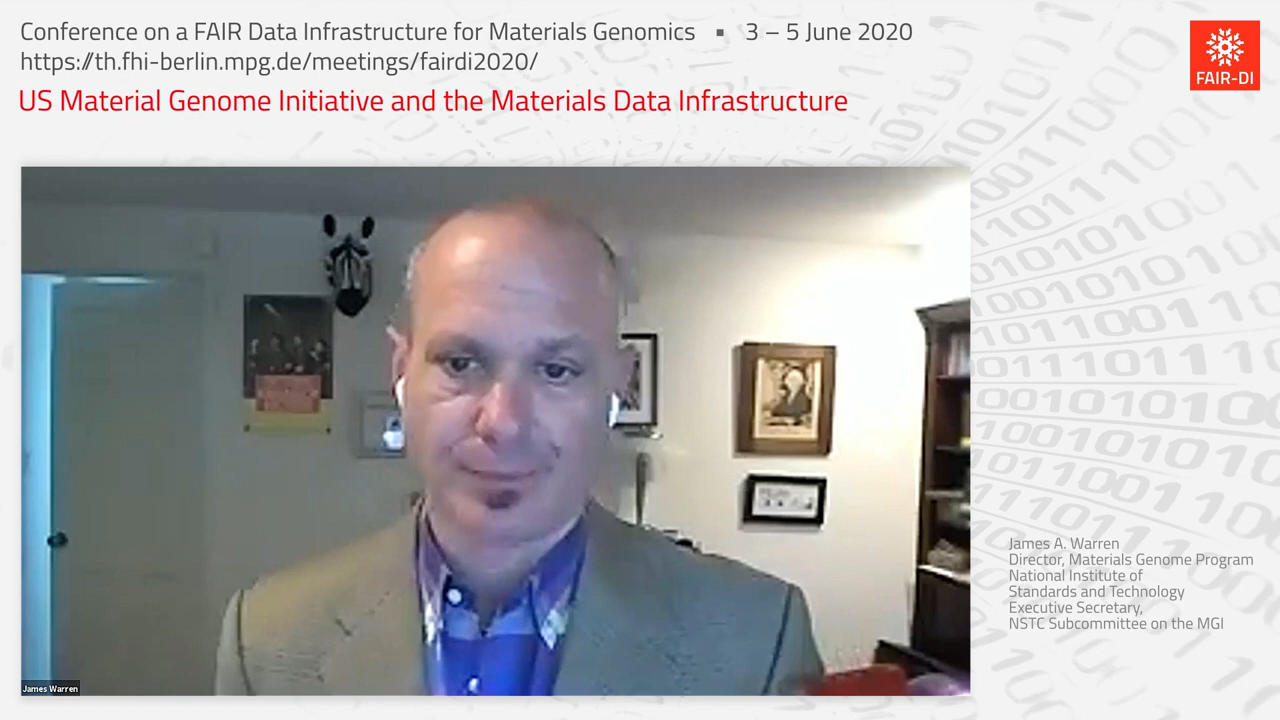 Conference on a FAIR Data Infrastructure for Materials Genomics ▪ 3 – 5 June 2020
https://th.fhi-berlin.mpg.de/meetings/fairdi2020/
US Material Genome Initiative and the Materials Data Infrastructure
FAIR-DI
James A. Warren
Director, Materials Genome Program
National Institute of
Standards and Technology
Executive Secretary,
NSTC Subcommittee on the MGI
James Warren